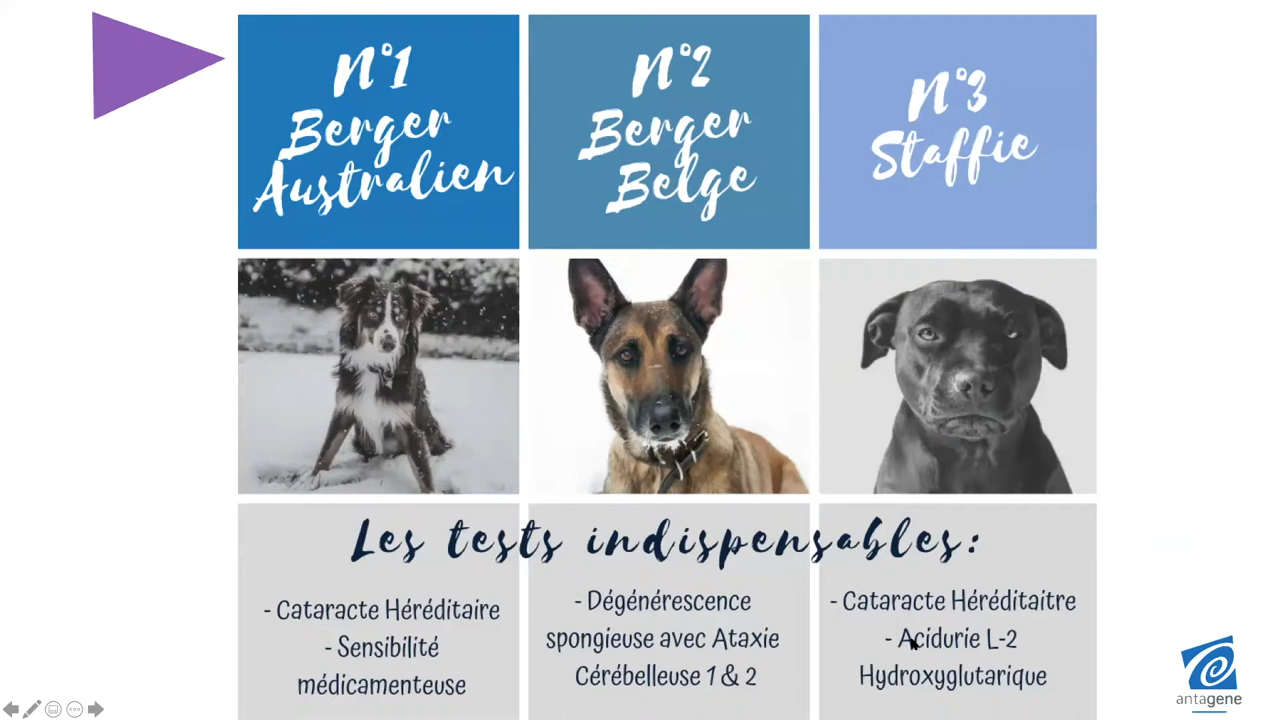 N°1
Berger
Australien
N°2
Berger
Belge
N°3
Staffie
Les tests indispensables:
- Cataracte Héréditaire
- Sensibilité
médicamenteuse
- Dégénérescence
spongieuse avec Ataxie
Cérébelleuse 1 & 2
- Cataracte Héréditaitre
- Acidurie L-2
Hydroxyglutarique
antagene